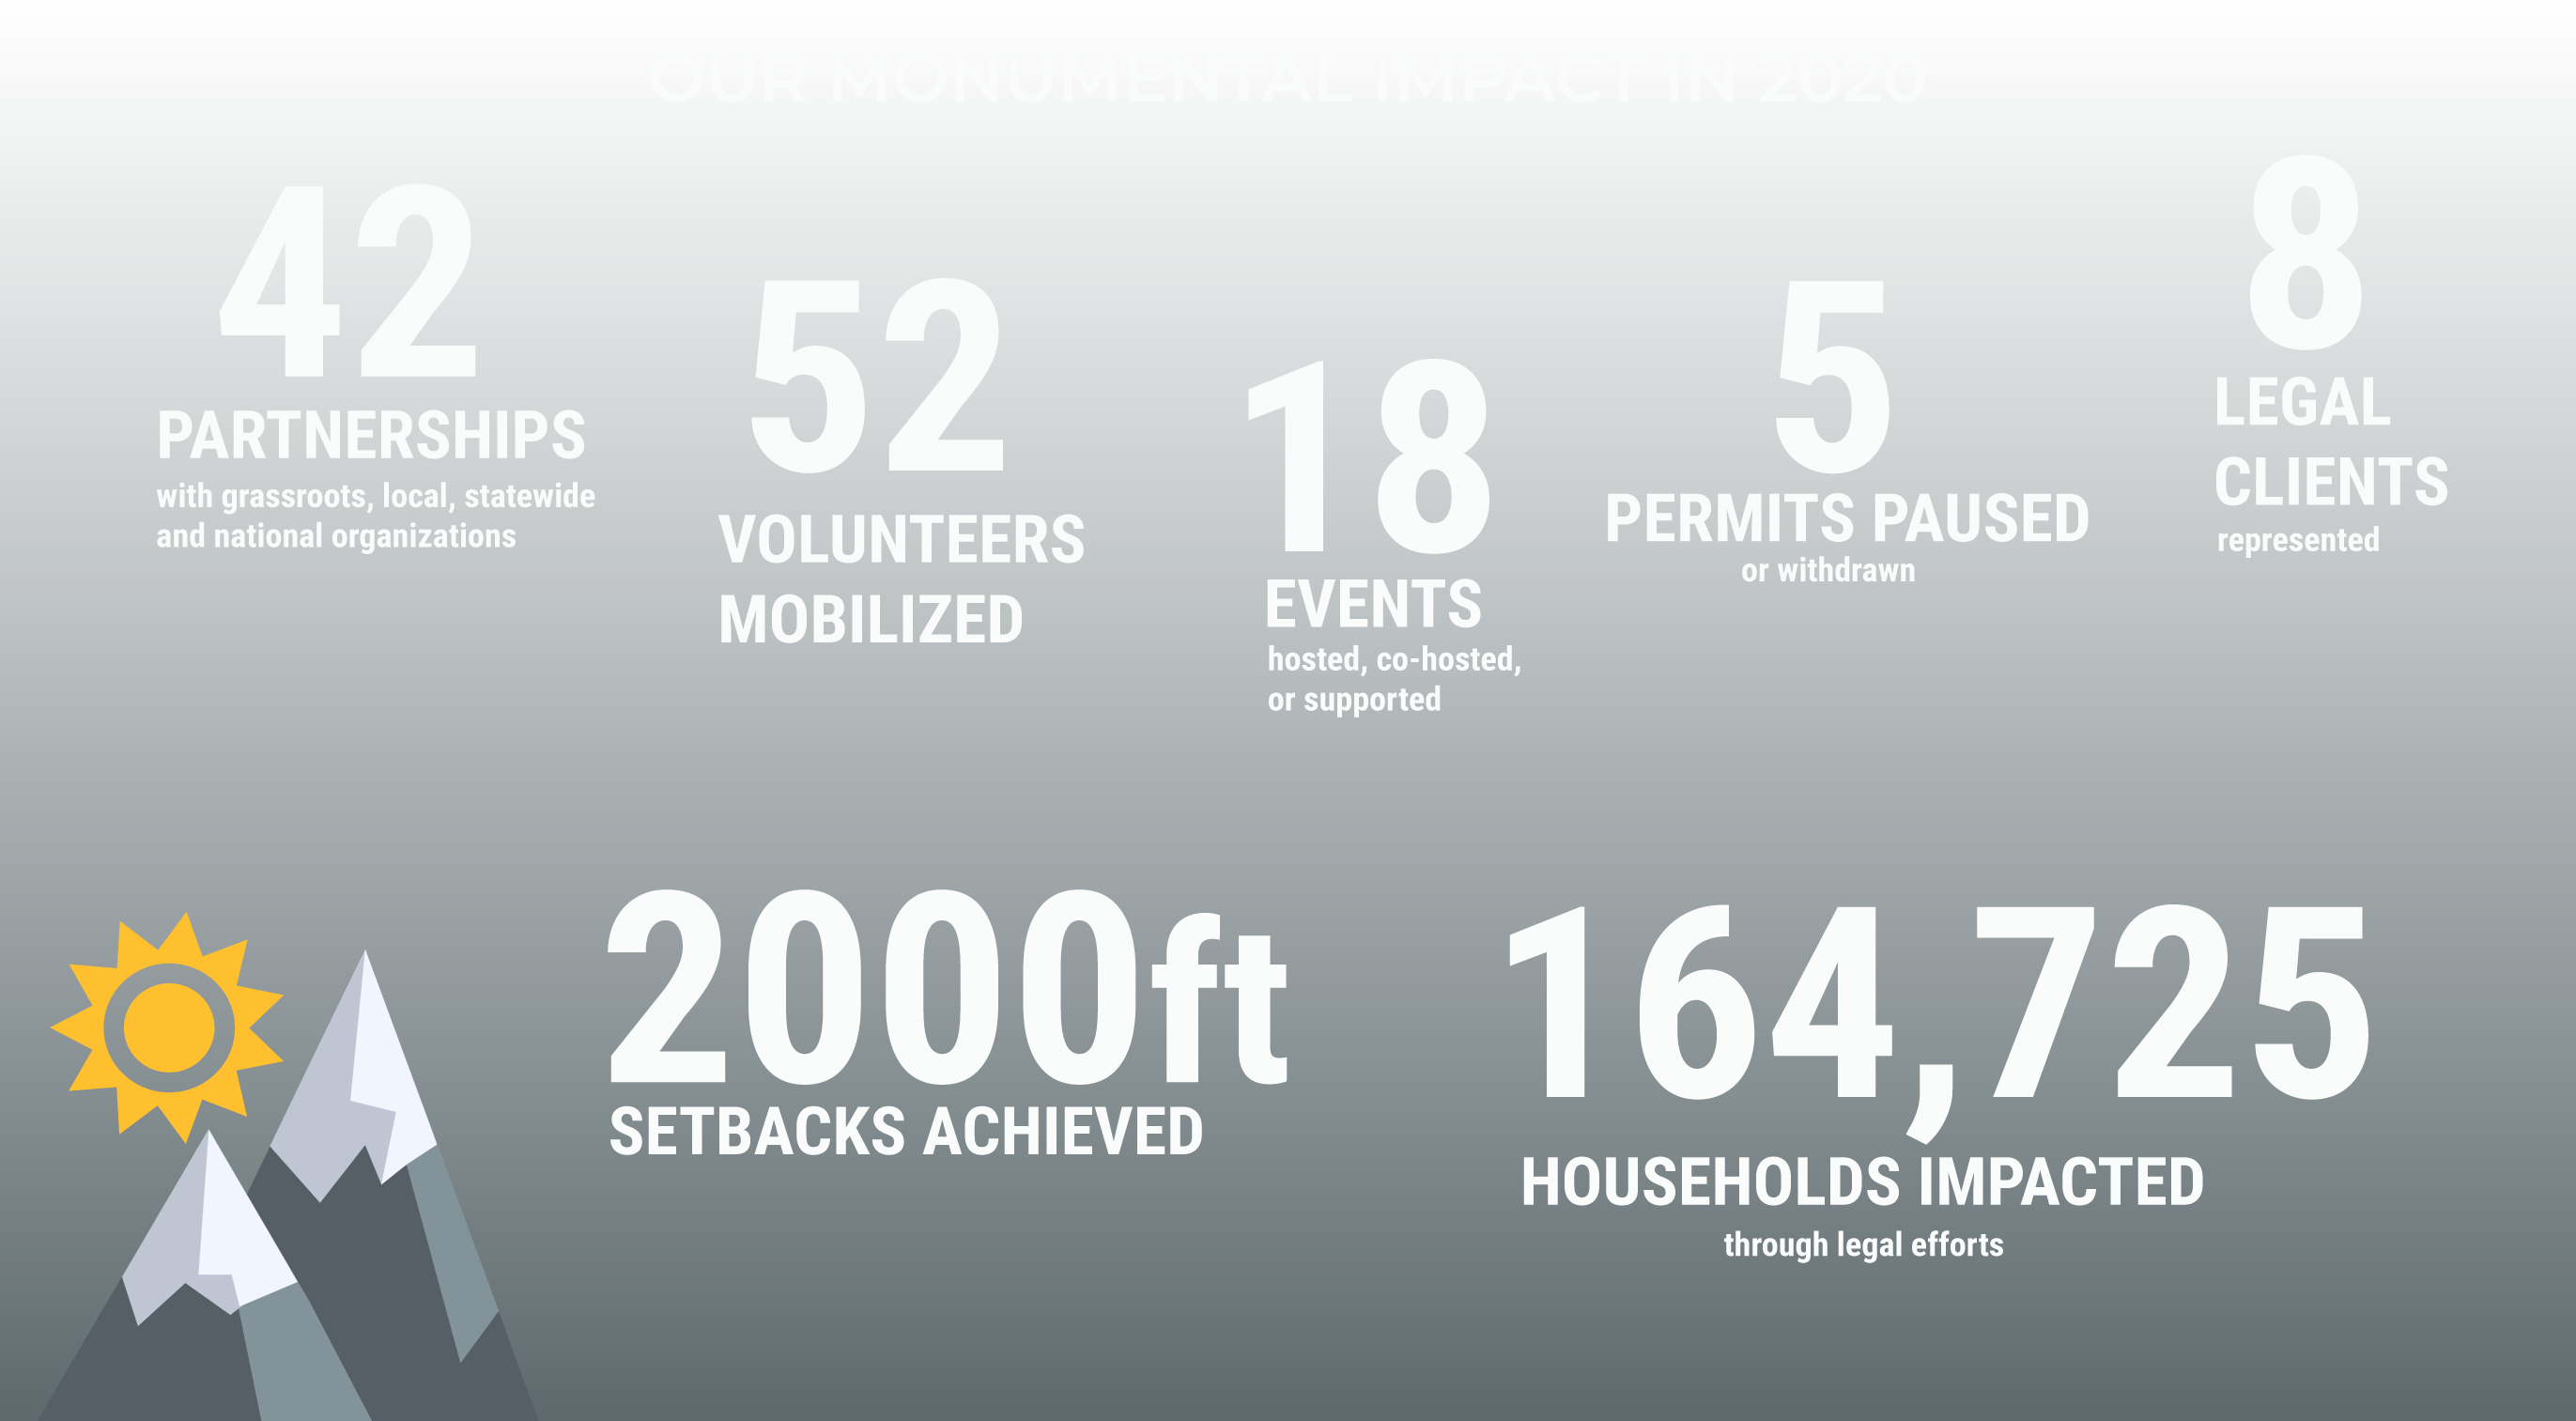 OUR MONUMENTAL IMPACT IN 2020
42
PARTNERSHIPS
with grassroots, local, statewide
and national organizations
52
VOLUNTEERS
MOBILIZED
18
EVENTS
hosted, co-hosted,
or supported
5
PERMITS PAUSED
or withdrawn
8
LEGAL
CLIENTS
represented
2000ft
SETBACKS ACHIEVED
164,725
HOUSEHOLDS IMPACTED
through legal efforts